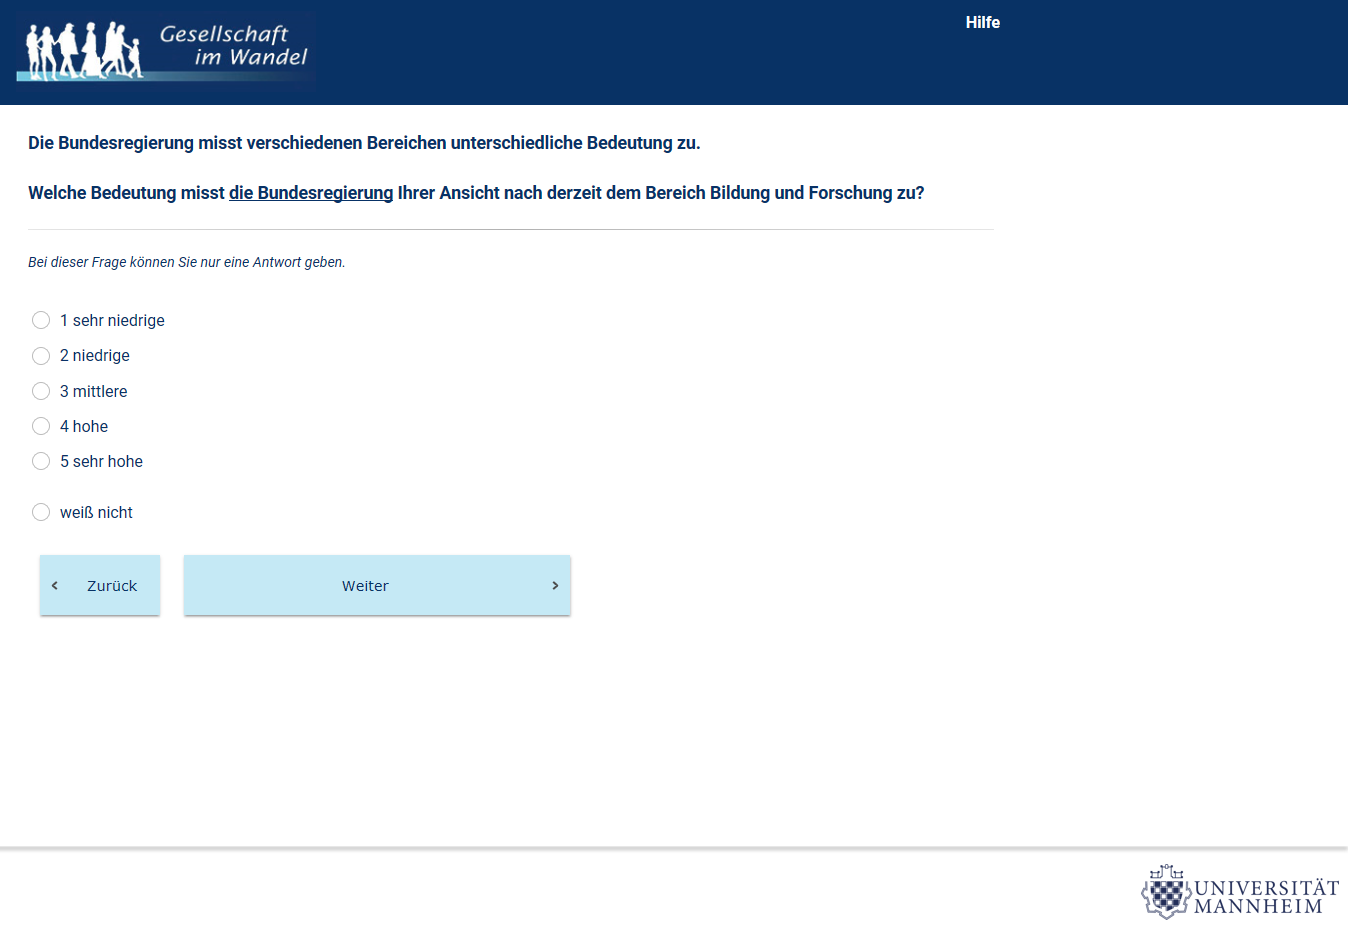 Gesellschaft
im Wandel
Hilfe
Die Bundesregierung misst verschiedenen Bereichen unterschiedliche Bedeutung zu.
Welche Bedeutung misst die Bundesregierung Ihrer Ansicht nach derzeit dem Bereich Bildung und Forschung zu?
Bei dieser Frage können Sie nur eine Antwort geben.
1 sehr niedrige
2 niedrige
3 mittlere
4 hohe
5 sehr hohe
weiß nicht
Zurück
Weiter
UNIVERSITÄT
MANNHEIM